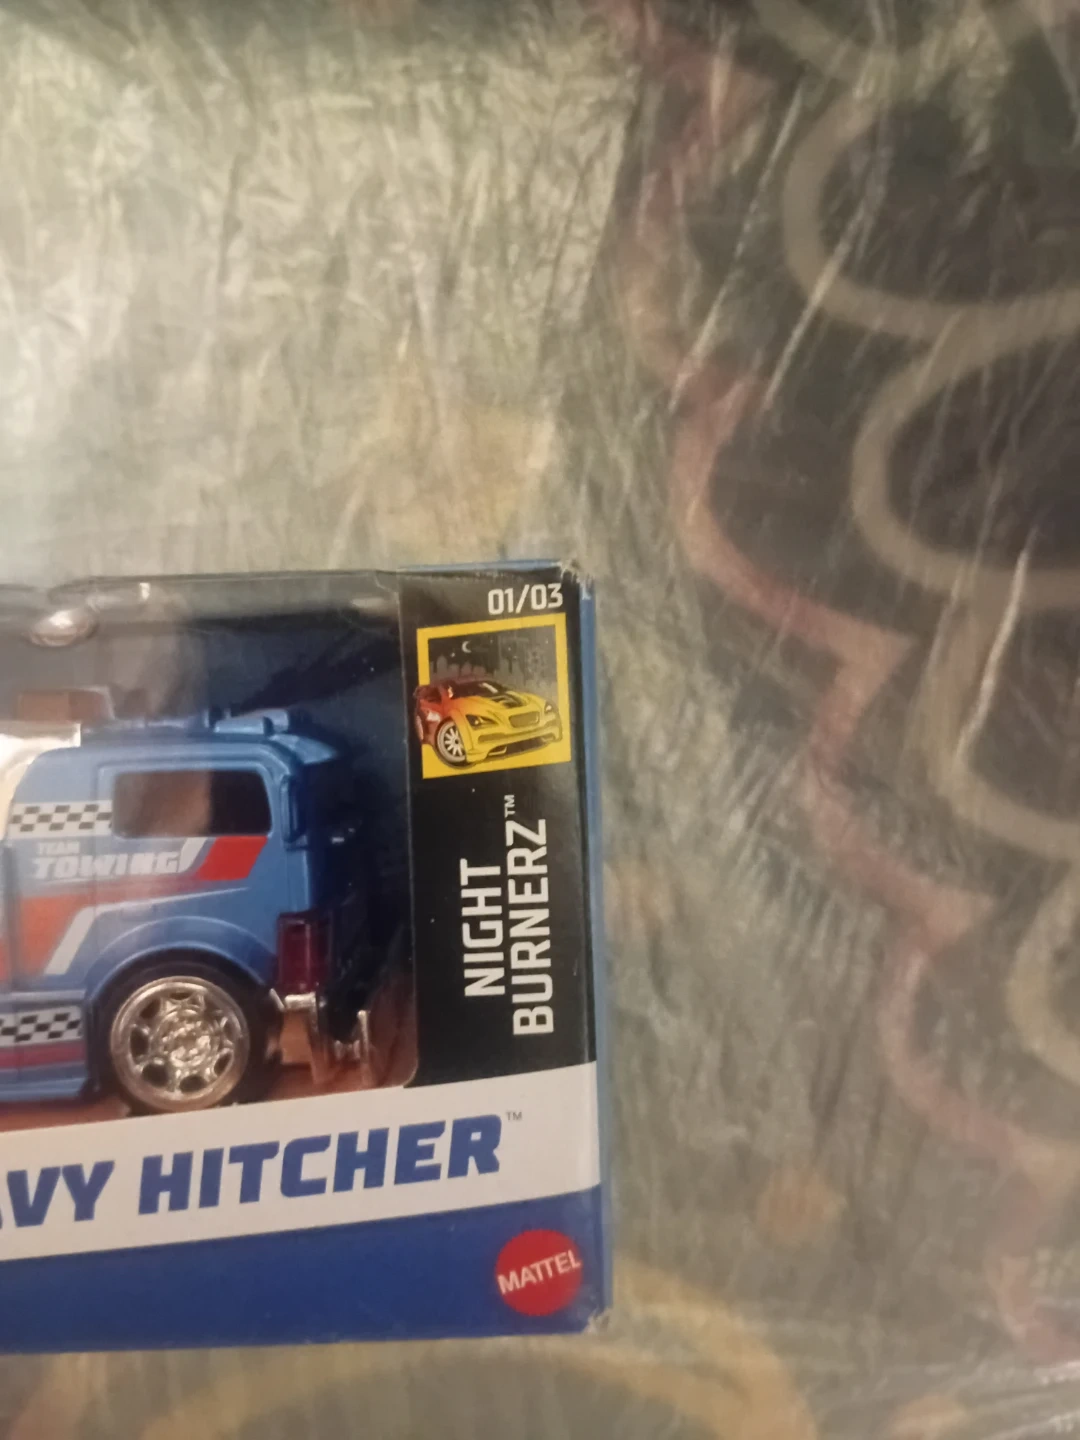 01/03
NIGHT
BURNERZ™
TEAM
TOWING
AVY HITCHER™
MATTEL